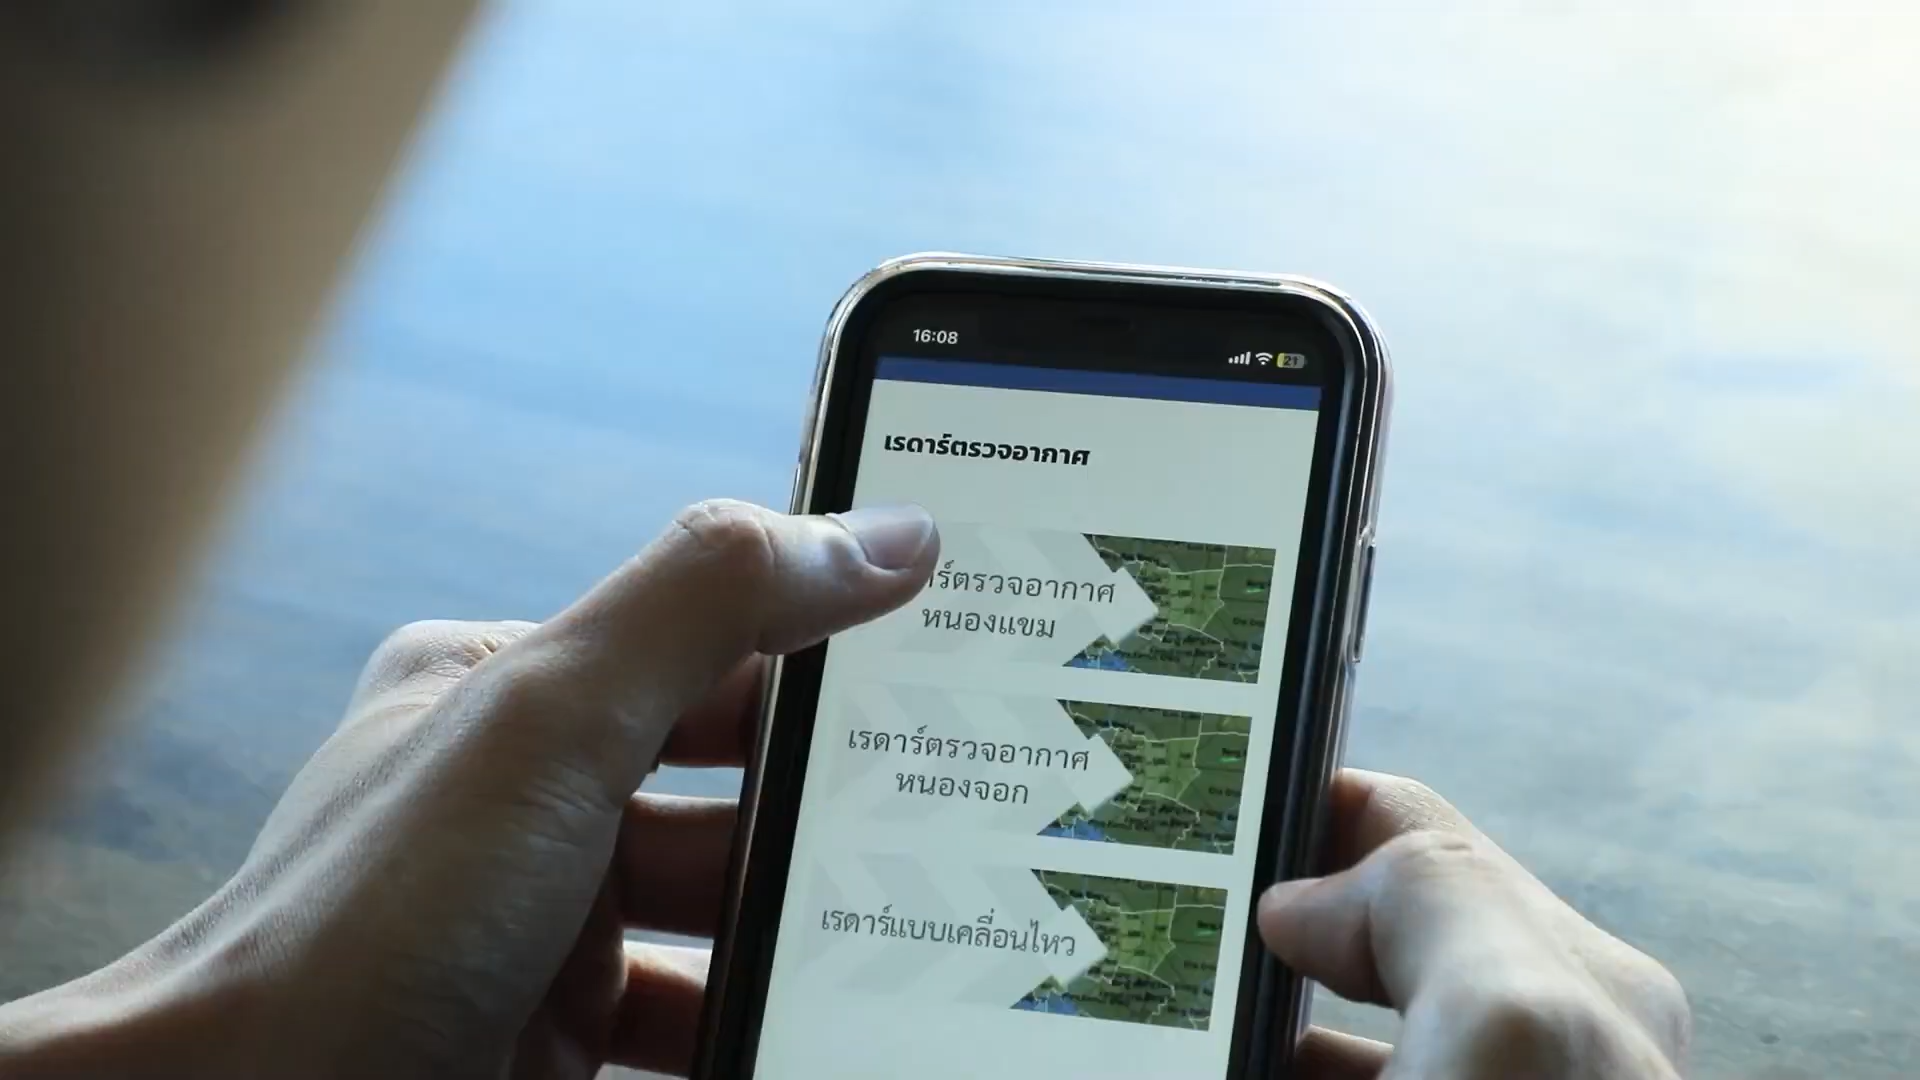 16:08
21
เรดาร์ตรวจอากาศ
ร์ตรวจอากาศ
หนองแขม
เรดาร์ตรวจอากาศ
หนองจอก
เรดาร์แบบเคลื่อนไหว